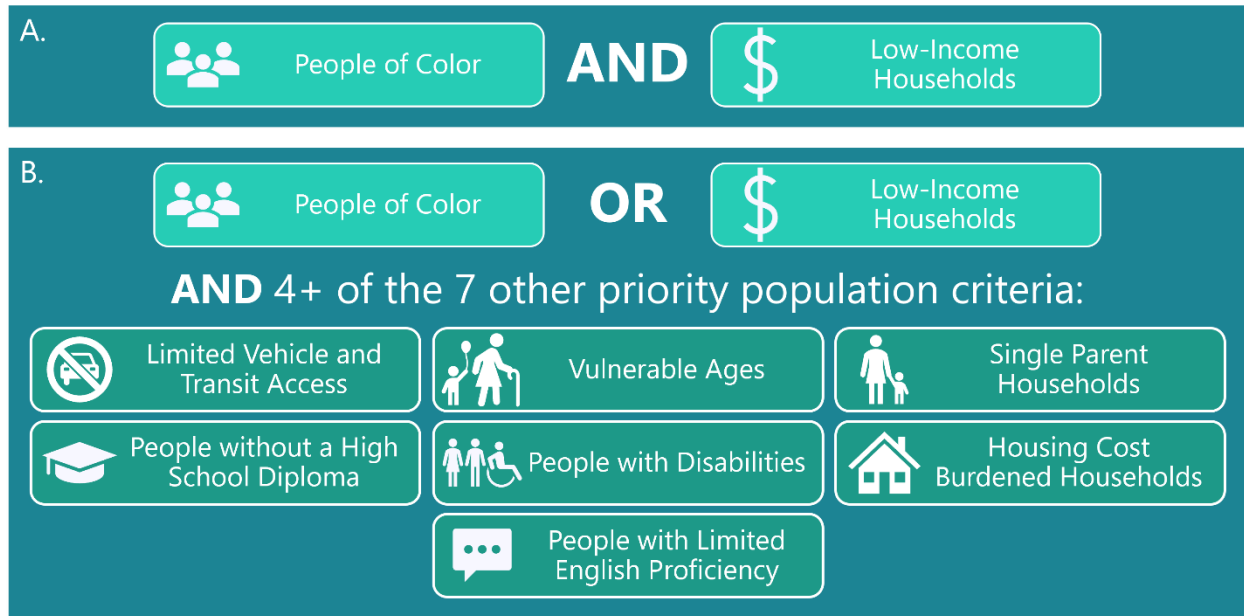 A.
People of Color
AND
$
Low-Income
Households
B.
People of Color
OR
$
Low-Income
Households
AND 4+ of the 7 other priority population criteria:
Limited Vehicle and
Transit Access
Vulnerable Ages
Single Parent
Households
People without a High
School Diploma
People with Disabilities
Housing Cost
Burdened Households
People with Limited
English Proficiency